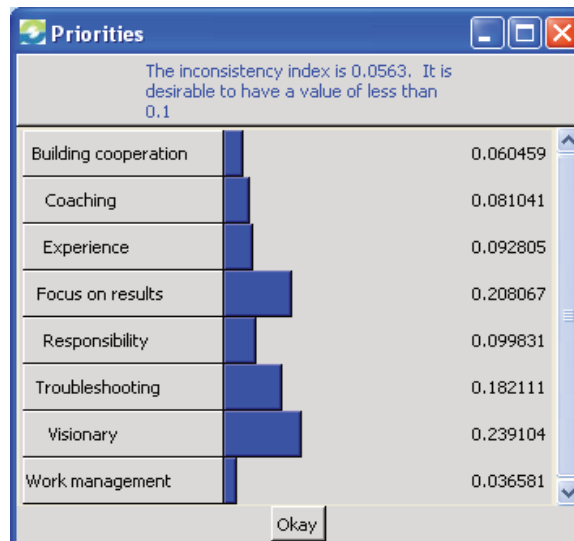 Priorities
The inconsistency index is 0.0563. It is
desirable to have a value of less than
0.1
Building cooperation 0.060459
Coaching 0.081041
Experience 0.092805
Focus on results 0.208067
Responsibility 0.099831
Troubleshooting 0.182111
Visionary 0.239104
Work management 0.036581
Okay